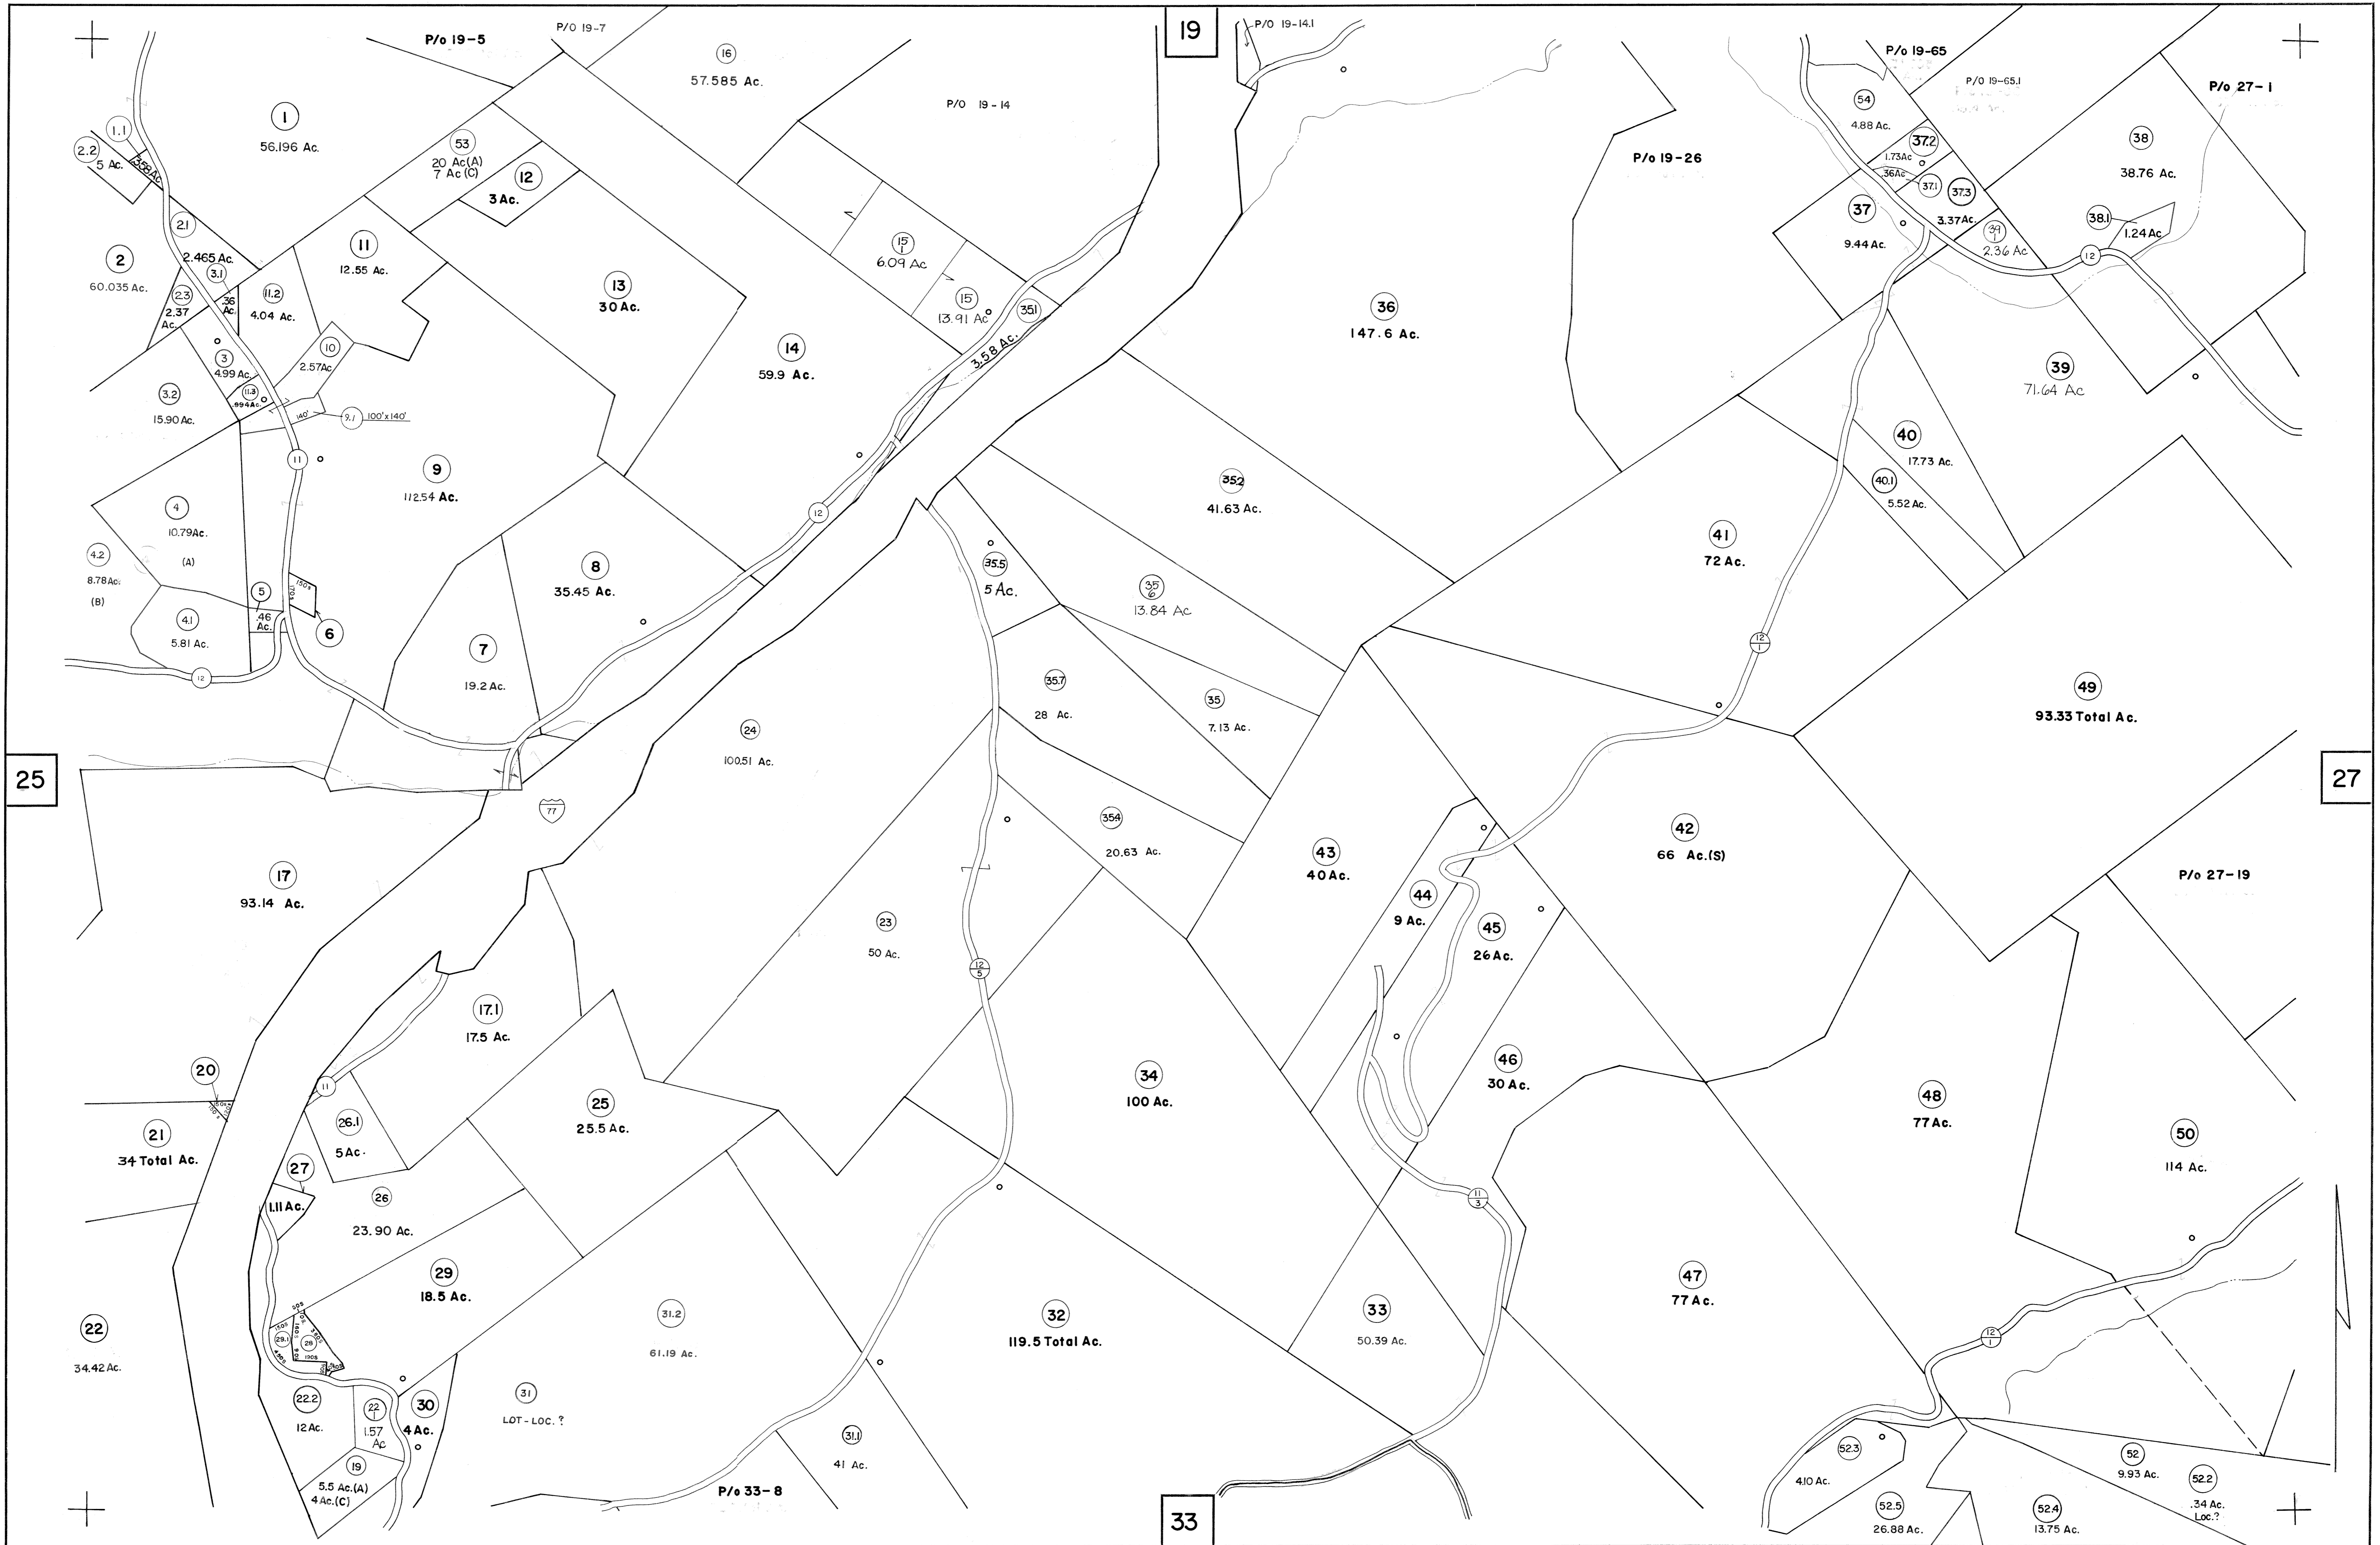 19
P/o 19-5
P/O 19-7
16
57.585 Ac.
P/O 19-14
P/O 19-14.1
P/o 19-65
P/O 19-65.1
P/o 27-1
1
56.196 Ac.
1.1
.358 Ac
2.2
5 Ac.
53
20 Ac(A)
7 Ac(C)
12
3 Ac.
54
4.88 Ac.
37.2
1.73Ac
.36Ac
37.1
37.3
3.37Ac.
38
38.76 Ac.
P/o 19-26
37
9.44 Ac.
39
1
2.36 Ac
38.1
1.24 Ac
12
2.1
2.465 Ac.
2
60.035 Ac.
3.1
.36
Ac.
11
12.55 Ac.
11.2
4.04 Ac.
2.3
2.37
Ac.
13
30 Ac.
15
1
6.09 Ac
15
13.91 Ac
35.1
3.58 Ac.
36
147.6 Ac.
14
59.9 Ac.
39
71.64 Ac
3
4.99 Ac.
10
2.57Ac
3.2
15.90 Ac.
11.3
.994Ac.
140'
9.1
100'x140'
11
9
112.54 Ac.
40
17.73 Ac.
40.1
5.52 Ac.
35.2
41.63 Ac.
12
4
10.79Ac.
(A)
4.2
8.78Ac.
(B)
8
35.45 Ac.
35.5
5 Ac.
35
6
13.84 Ac
41
72 Ac.
150s
170s
5
.46
Ac.
6
4.1
5.81 Ac.
12
7
19.2 Ac.
12
1
35.7
28 Ac.
35
7.13 Ac.
49
93.33 Total Ac.
24
100.51 Ac.
25
27
77
35.4
20.63 Ac.
43
40 Ac.
42
66 Ac.(S)
17
93.14 Ac.
44
9 Ac.
P/o 27-19
23
50 Ac.
45
26 Ac.
12
5
17.1
17.5 Ac.
20
11
34
100 Ac.
46
30 Ac.
21
34 Total Ac.
26.1
5 Ac.
25
25.5 Ac.
48
77 Ac.
50
114 Ac.
27
1.11 Ac.
26
23.90 Ac.
11
3
29
18.5 Ac.
47
77 Ac.
22
34.42 Ac.
29.1
28
31.2
61.19 Ac.
32
119.5 Total Ac.
33
50.39 Ac.
12
1
22.2
12 Ac.
22
1
1.57
Ac
30
4 Ac.
31
LOT-LOC. ?
31.1
41 Ac.
19
5.5 Ac.(A)
4 Ac.(C)
P/o 33-8
33
52.3
4.10 Ac.
52
9.93 Ac.
52.2
.34 Ac.
Loc.?
52.5
26.88 Ac.
52.4
13.75 Ac.